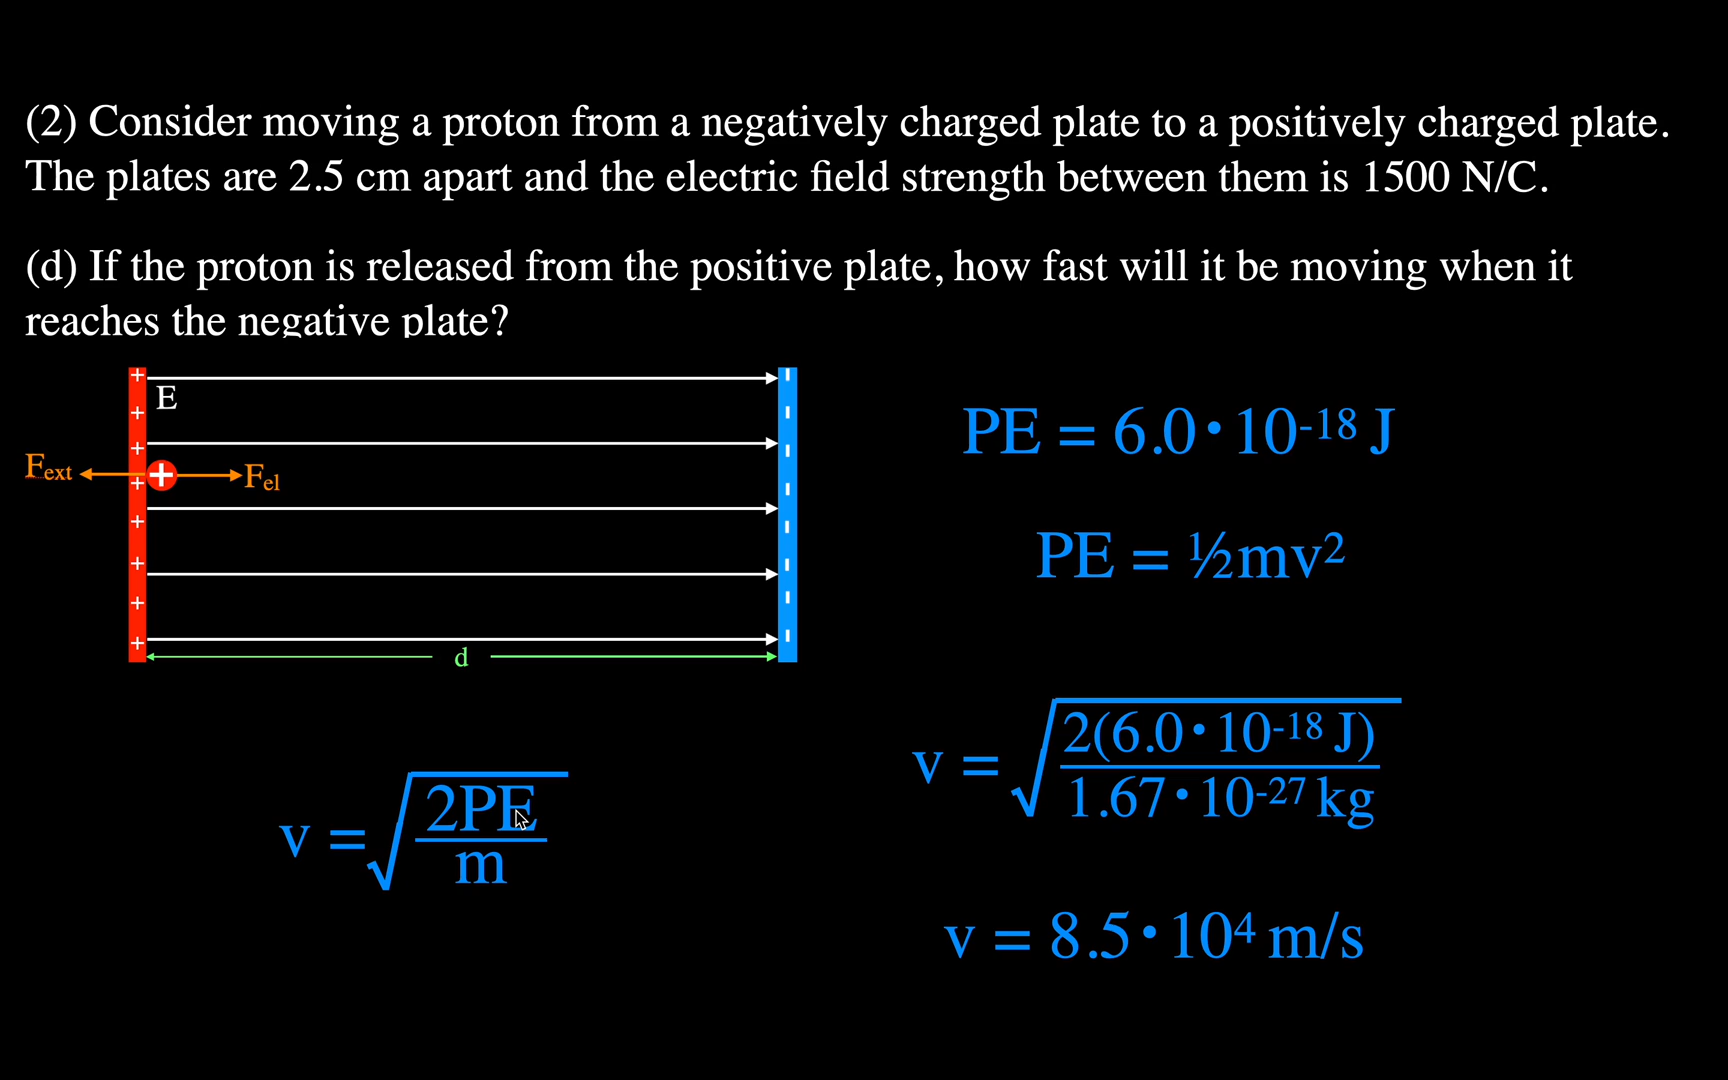 (2) Consider moving a proton from a negatively charged plate to a positively charged plate.
The plates are 2.5 cm apart and the electric field strength between them is 1500 N/C.
(d) If the proton is released from the positive plate, how fast will it be moving when it
reaches the negative plate?
E
F_ext
F_el
d
PE = 6.0•10⁻¹⁸ J
PE = ½mv²
v = √(2PE/m)
v = √(2(6.0•10⁻¹⁸ J)/1.67•10⁻²⁷ kg)
v = 8.5•10⁴ m/s